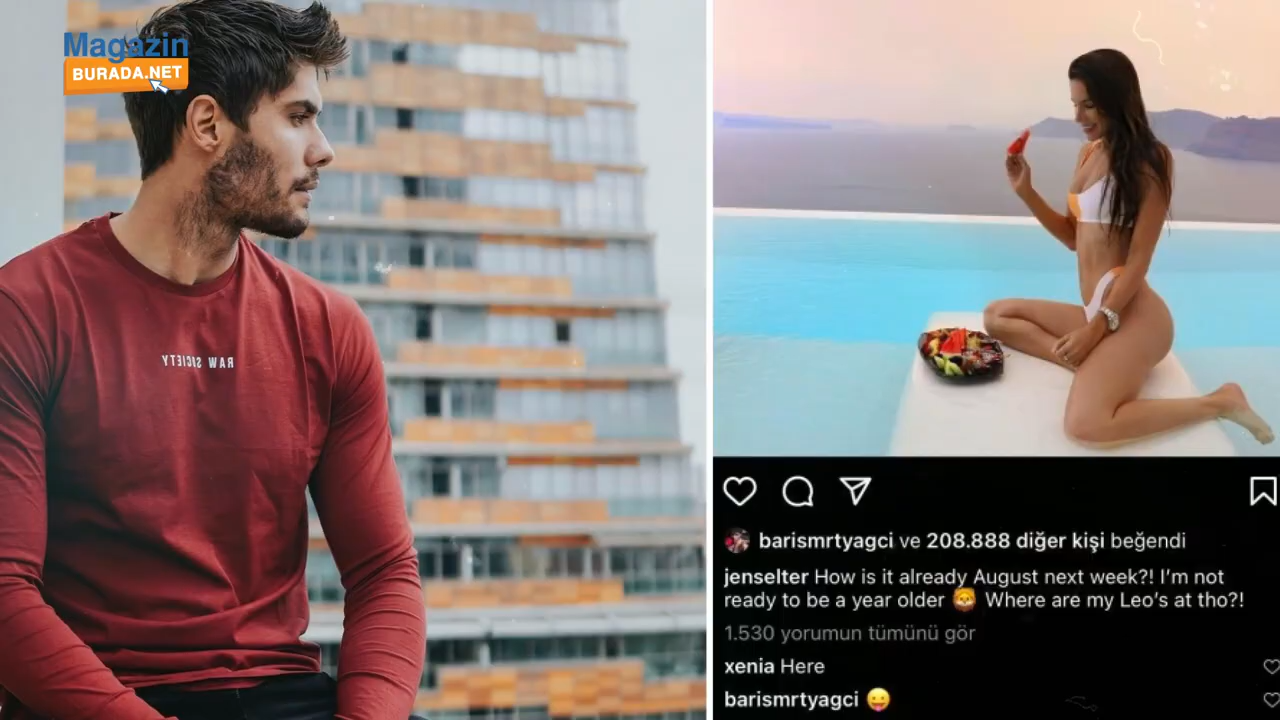 Magazin
BURADA.NET
RAW SOCIETY
barismrtyagci ve 208.888 diğer kişi beğendi
jenselter How is it already August next week?! I'm not
ready to be a year older 🦁 Where are my Leo's at tho?!
1.530 yorumun tümünü gör
xenia Here
barismrtyagci 😛